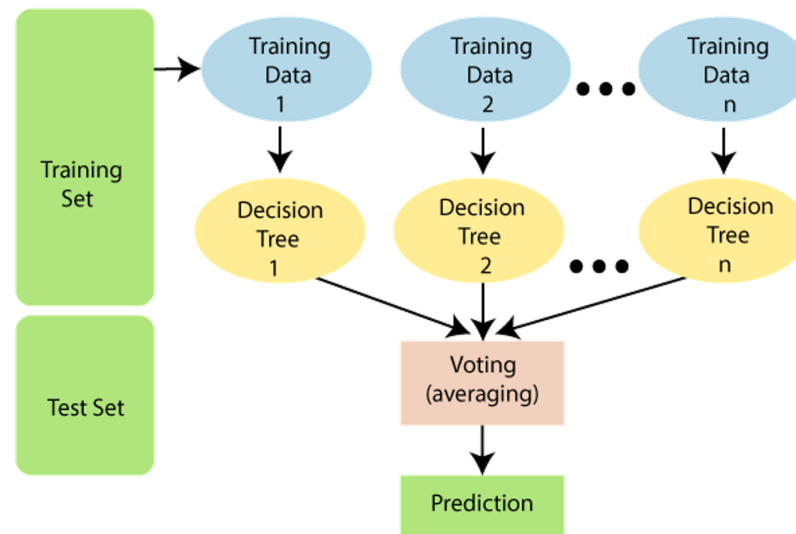 Training
Data
1
Training
Data
2
Training
Data
n
Training
Set
Decision
Tree
1
Decision
Tree
2
Decision
Tree
n
Test Set
Voting
(averaging)
Prediction